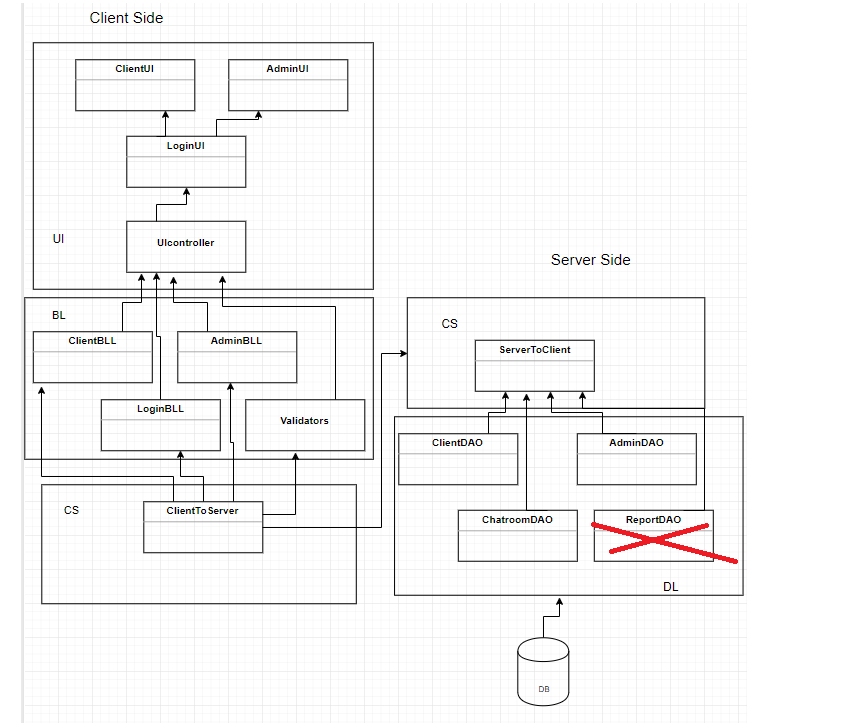 Client Side
ClientUI
AdminUI
LoginUI
UIcontroller
UI
BL
ClientBLL
AdminBLL
LoginBLL
Validators
CS
ClientToServer
Server Side
CS
ServerToClient
ClientDAO
AdminDAO
ChatroomDAO
ReportDAO
DL
DB